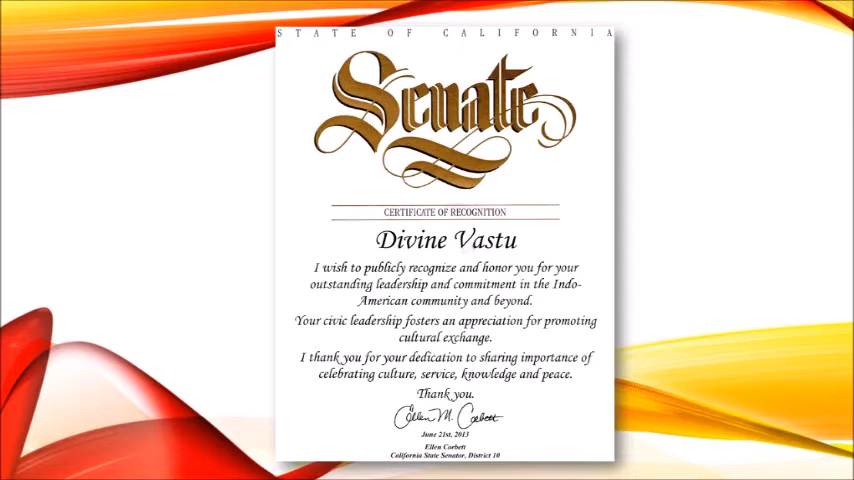 STATE OF CALIFORNIA
Senate
CERTIFICATE OF RECOGNITION
Divine Vastu
I wish to publicly recognize and honor you for your
outstanding leadership and commitment in the Indo-
American community and beyond.
Your civic leadership fosters an appreciation for promoting
cultural exchange.
I thank you for your dedication to sharing importance of
celebrating culture, service, knowledge and peace.
Thank you.
Ellen M. Corbett
June 21st, 2013
Ellen Corbett
California State Senator, District 10